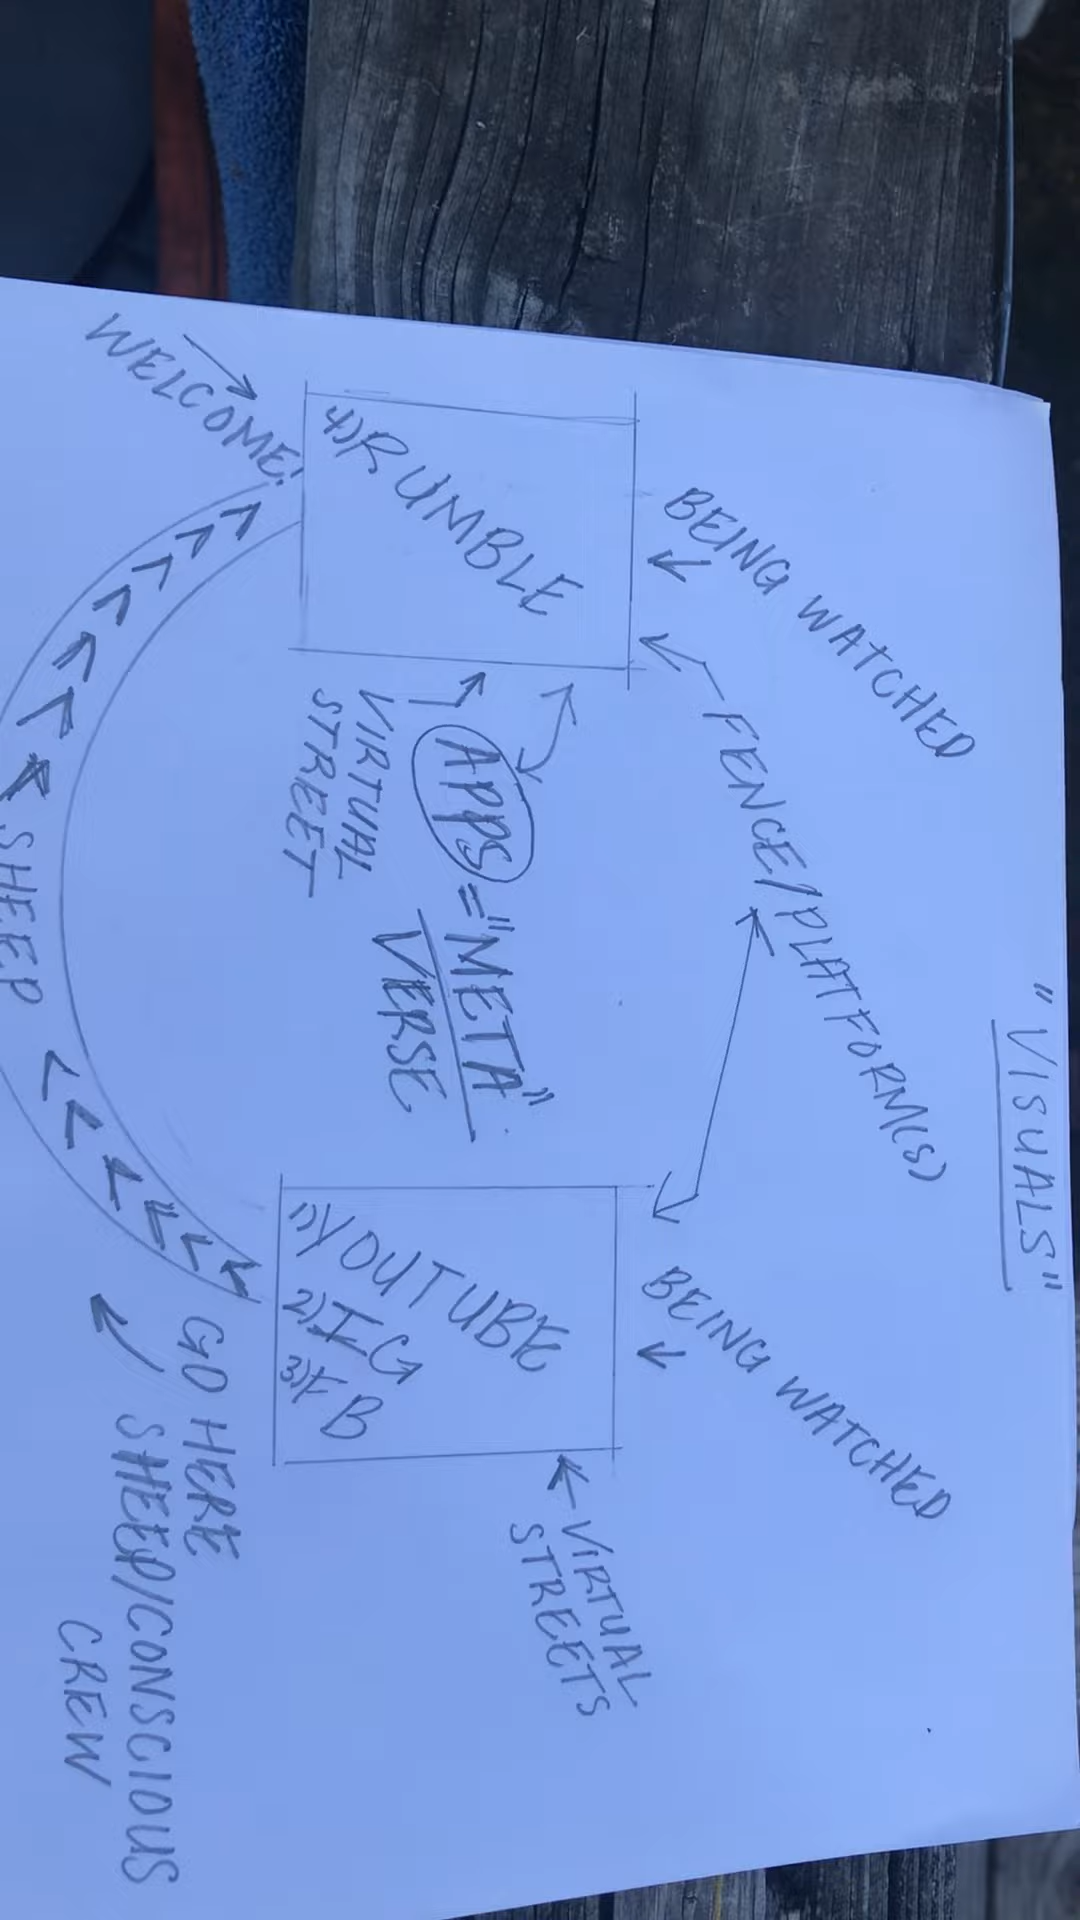 "VISUALS"
BEING WATCHED
FENCE/PLATFORM(S)
BEING WATCHED
4) RUMBLE
APPS = "META"
VERSE
VIRTUAL
STREET
1) YOUTUBE
2) IG
3) FB
VIRTUAL
STREETS
WELCOME!
SHEEP
GO HERE
SHEEP/CONSCIOUS
CREW